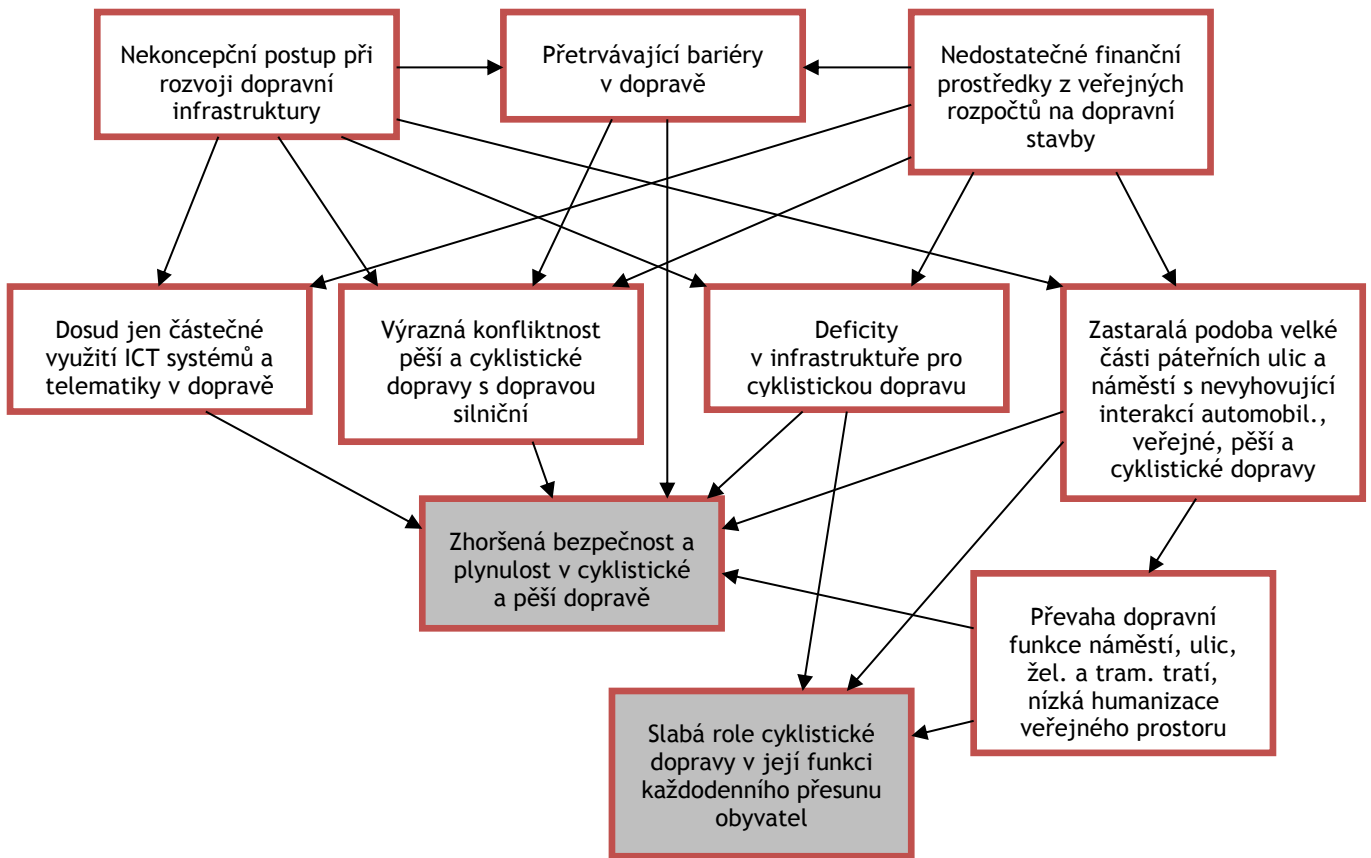 Nekoncepční postup při
rozvoji dopravní
infrastruktury
Přetrvávající bariéry
v dopravě
Nedostatečné finanční
prostředky z veřejných
rozpočtů na dopravní
stavby
Dosud jen částečné
využití ICT systémů a
telematiky v dopravě
Výrazná konfliktnost
pěší a cyklistické
dopravy s dopravou
silniční
Deficity
v infrastruktuře pro
cyklistickou dopravu
Zastaralá podoba velké
části páteřních ulic a
náměstí s nevyhovující
interakcí automobil.,
veřejné, pěší a
cyklistické dopravy
Zhoršená bezpečnost a
plynulost v cyklistické
a pěší dopravě
Převaha dopravní
funkce náměstí, ulic,
žel. a tram. tratí,
nízká humanizace
veřejného prostoru
Slabá role cyklistické
dopravy v její funkci
každodenního přesunu
obyvatel